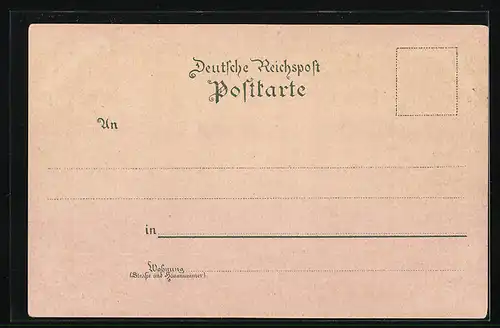 Deutsche Reichspost
Postkarte
An
in
Wohnung
(Straße und Hausnummer)